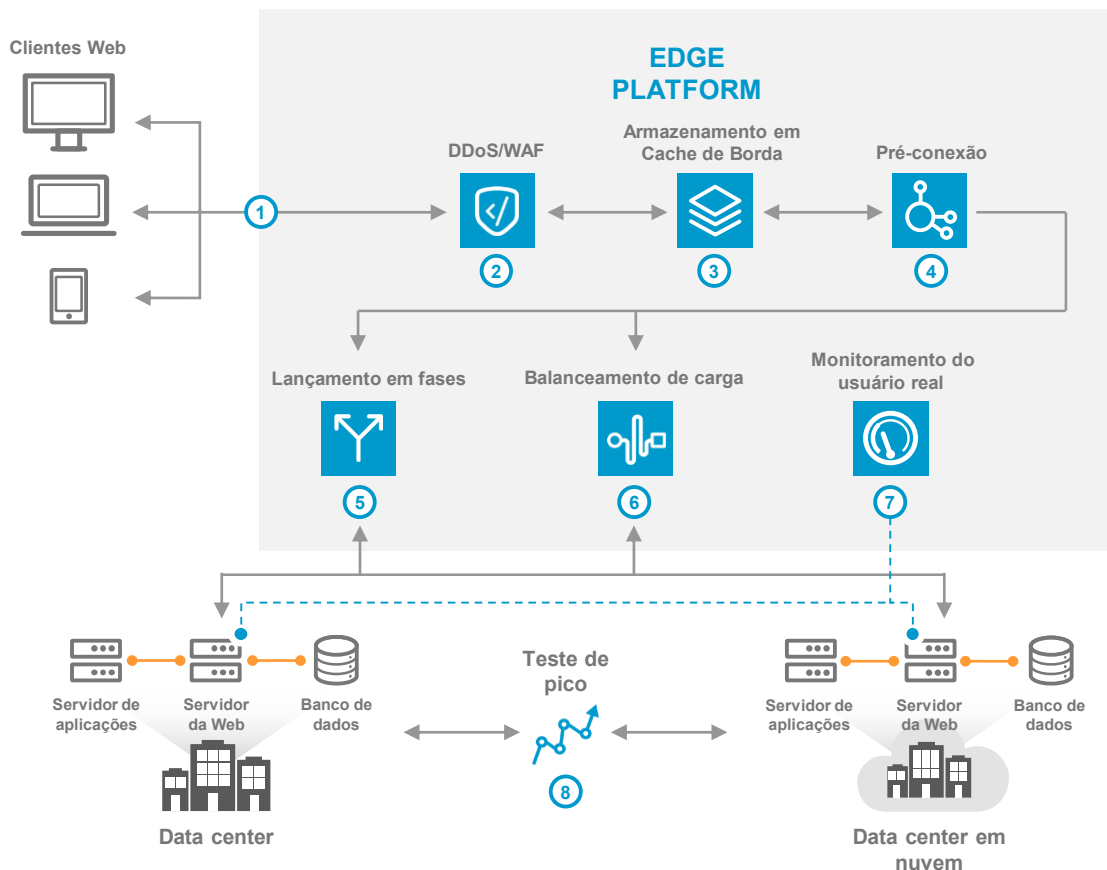 Clientes Web
EDGE
PLATFORM
DDoS/WAF
Armazenamento em
Cache de Borda
Pré-conexão
1
2
3
4
Lançamento em fases
Balanceamento de carga
Monitoramento do
usuário real
5
6
7
Servidor de
aplicações
Servidor
da Web
Banco de
dados
Data center
Teste de
pico
8
Servidor de
aplicações
Servidor
da Web
Banco de
dados
Data center em
nuvem